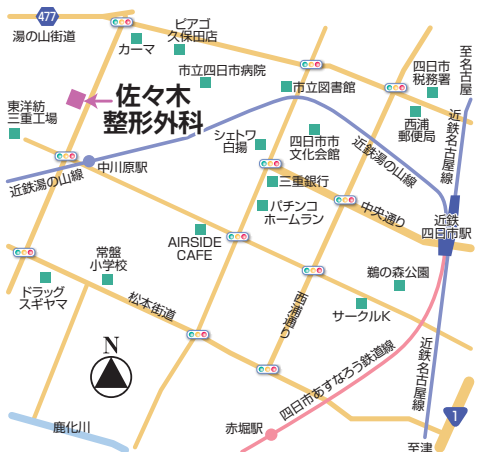 477
湯の山街道
カーマ
ピアゴ
久保田店
市立四日市病院
佐々木
整形外科
東洋紡
三重工場
市立図書館
四日市
税務署
至名古屋
近鉄名古屋線
西浦
郵便局
シェトワ
白揚
四日市市
文化会館
近鉄湯の山線
中川原駅
近鉄湯の山線
三重銀行
パチンコ
ホームラン
中央通り
近鉄
四日市駅
AIRSIDE
CAFE
常盤
小学校
ドラッグ
スギヤマ
松本街道
西浦通り
鵜の森公園
サークルK
四日市あすなろう鉄道線
近鉄名古屋線
N
鹿化川
赤堀駅
1
至津